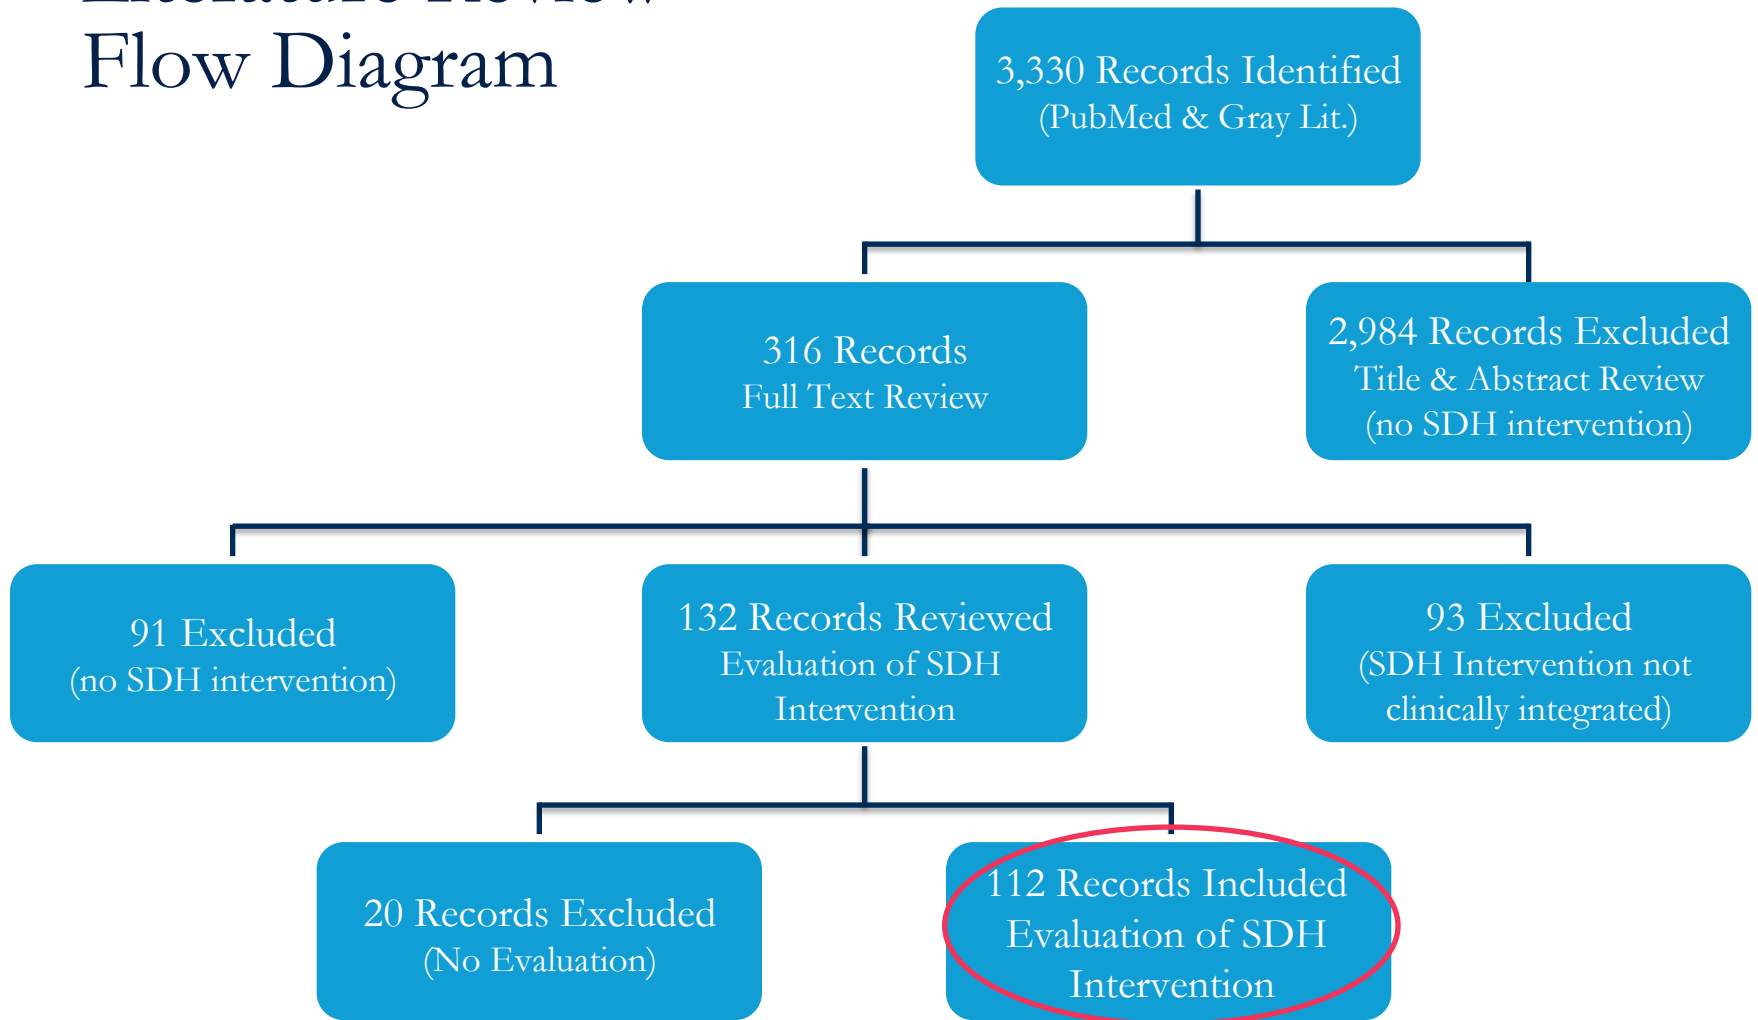 Literature Review
Flow Diagram
3,330 Records Identified
(PubMed & Gray Lit.)
316 Records
Full Text Review
2,984 Records Excluded
Title & Abstract Review
(no SDH intervention)
91 Excluded
(no SDH intervention)
132 Records Reviewed
Evaluation of SDH
Intervention
93 Excluded
(SDH Intervention not
clinically integrated)
20 Records Excluded
(No Evaluation)
112 Records Included
Evaluation of SDH
Intervention